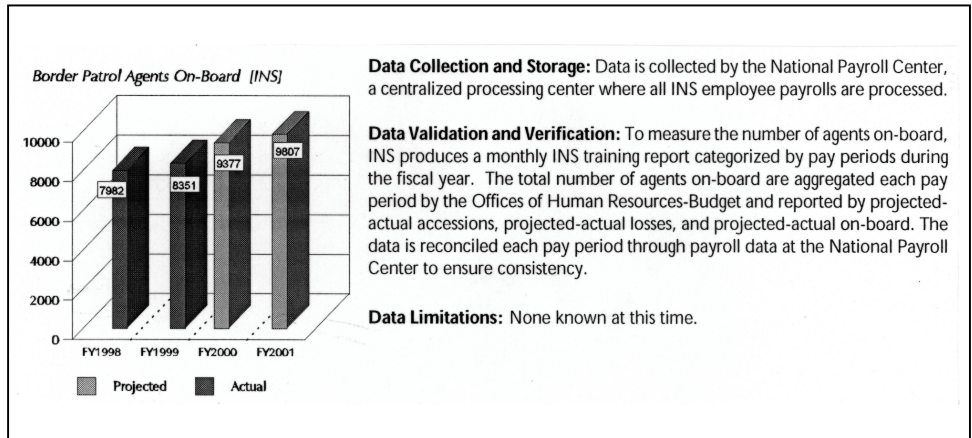 Border Patrol Agents On-Board [INS]
10000
8000
6000
4000
2000
0
7982
8351
9377
9807
FY1998 FY1999 FY2000 FY2001
Projected Actual
Data Collection and Storage: Data is collected by the National Payroll Center,
a centralized processing center where all INS employee payrolls are processed.
Data Validation and Verification: To measure the number of agents on-board,
INS produces a monthly INS training report categorized by pay periods during
the fiscal year. The total number of agents on-board are aggregated each pay
period by the Offices of Human Resources-Budget and reported by projected-
actual accessions, projected-actual losses, and projected-actual on-board. The
data is reconciled each pay period through payroll data at the National Payroll
Center to ensure consistency.
Data Limitations: None known at this time.